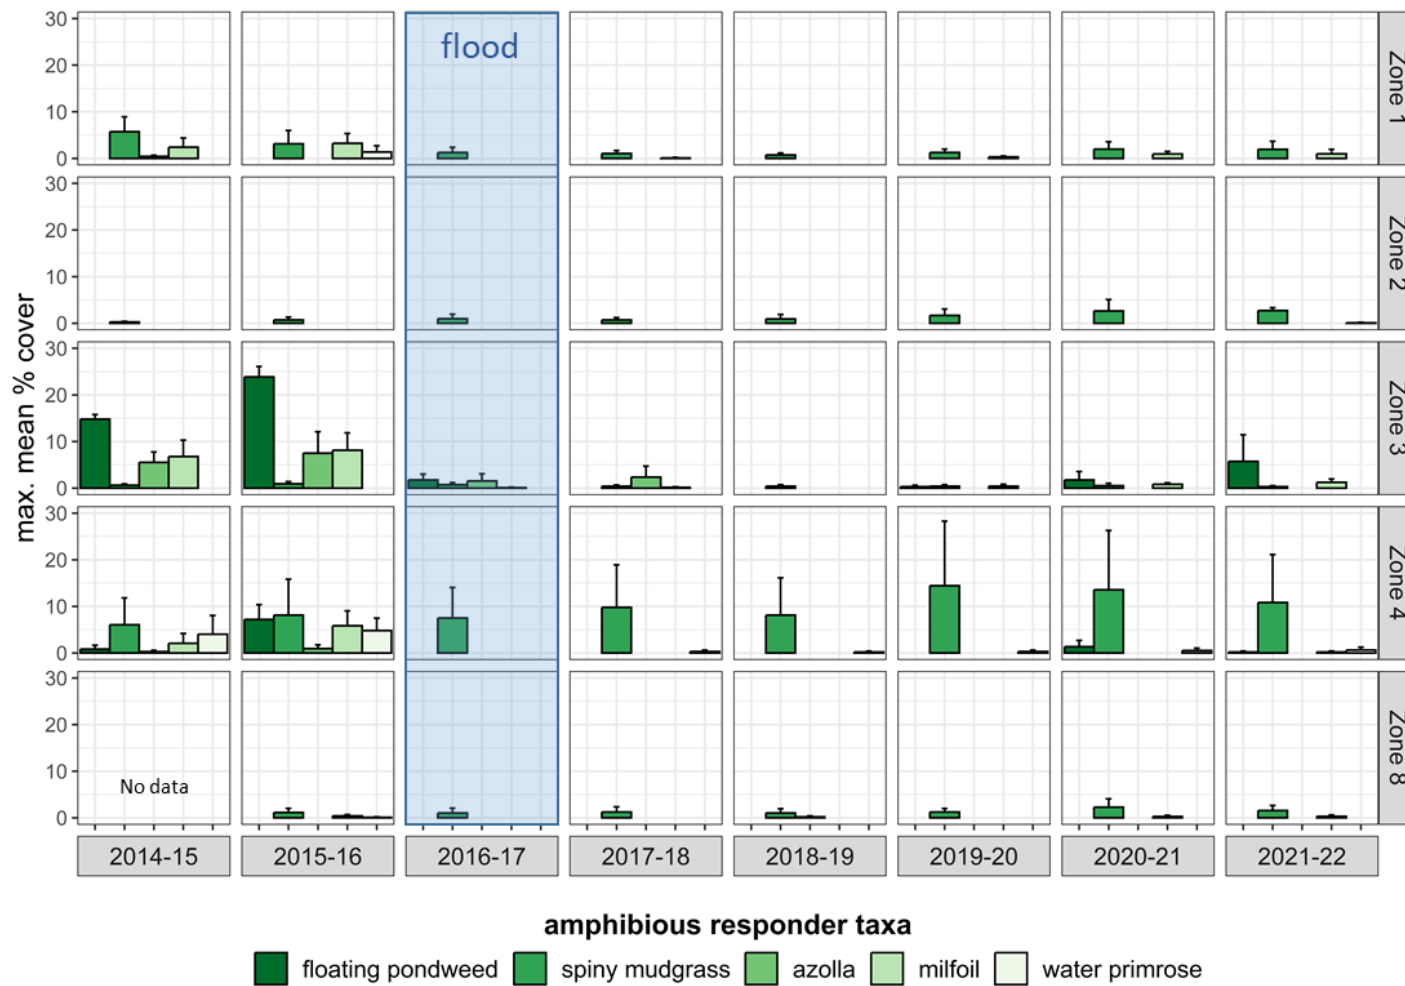 30
20
10
0
flood
Zone 1
30
20
10
0
Zone 2
max. mean % cover
30
20
10
0
Zone 3
30
20
10
0
Zone 4
30
20
10
0
No data
Zone 8
2014-15 2015-16 2016-17 2017-18 2018-19 2019-20 2020-21 2021-22
amphibious responder taxa
floating pondweed spiny mudgrass azolla milfoil water primrose